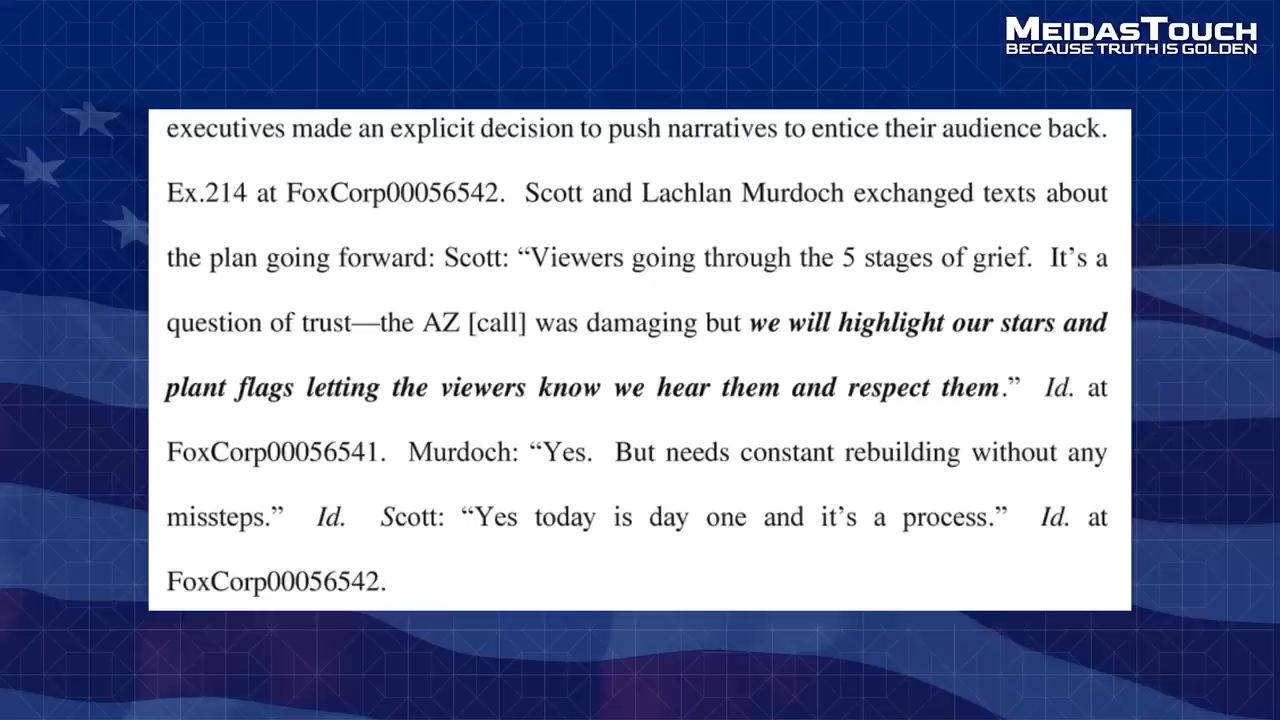 MEIDASTOUCH
BECAUSE TRUTH IS GOLDEN
executives made an explicit decision to push narratives to entice their audience back.
Ex.214 at FoxCorp00056542. Scott and Lachlan Murdoch exchanged texts about
the plan going forward: Scott: “Viewers going through the 5 stages of grief. It’s a
question of trust—the AZ [call] was damaging but we will highlight our stars and
plant flags letting the viewers know we hear them and respect them.” Id. at
FoxCorp00056541. Murdoch: “Yes. But needs constant rebuilding without any
missteps.” Id. Scott: “Yes today is day one and it’s a process.” Id. at
FoxCorp00056542.